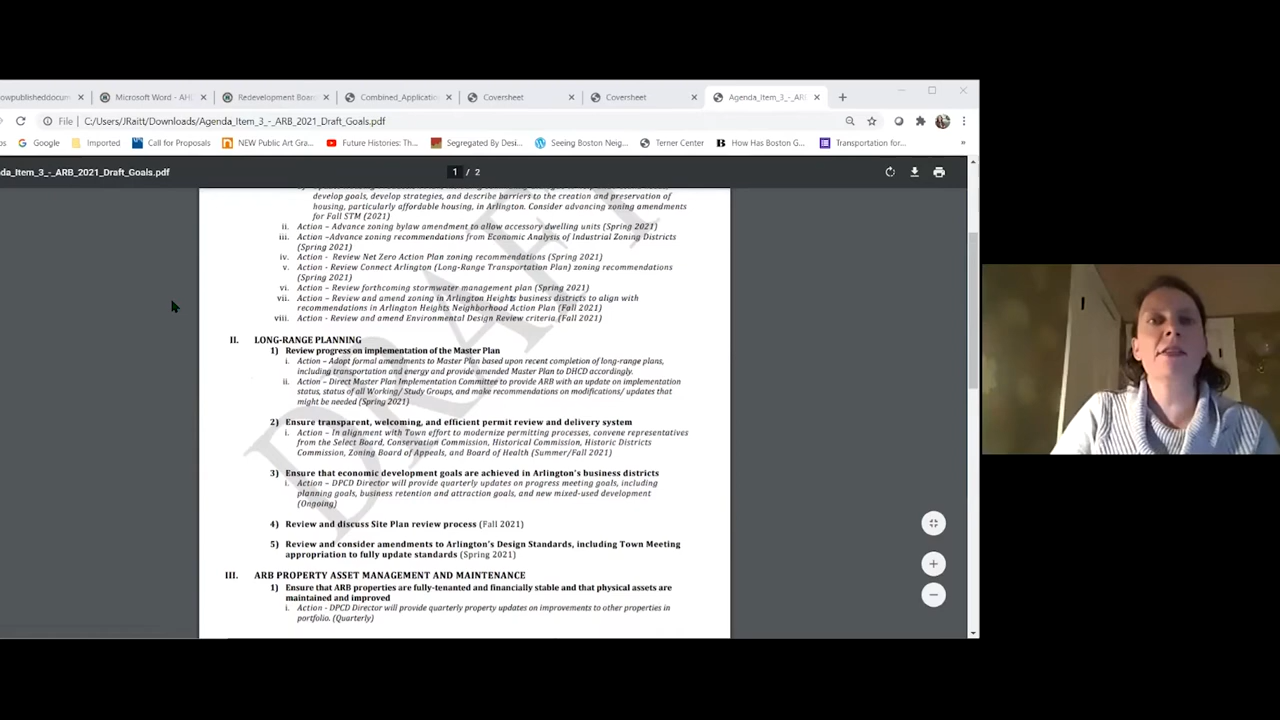 owpublisheddocum
Microsoft Word - AH
Redevelopment Boar
Combined_Applicatio
Coversheet
Coversheet
Agenda_Item_3_-_ARB
File
C:/Users/JRaitt/Downloads/Agenda_Item_3_-_ARB_2021_Draft_Goals.pdf
ps
Google
Imported
Call for Proposals
NEW Public Art Gra...
Future Histories: Th...
Segregated By Desi...
Seeing Boston Neig...
Terner Center
How Has Boston G...
Transportation for...
da_Item_3_-_ARB_2021_Draft_Goals.pdf
1 / 2
develop goals, develop strategies, and describe barriers to the creation and preservation of
housing, particularly affordable housing, in Arlington. Consider advancing zoning amendments
for Fall STM (2021)
ii. Action – Advance zoning bylaw amendment to allow accessory dwelling units (Spring 2021)
iii. Action –Advance zoning recommendations from Economic Analysis of Industrial Zoning Districts
(Spring 2021)
iv. Action - Review Net Zero Action Plan zoning recommendations (Spring 2021)
v. Action - Review Connect Arlington (Long-Range Transportation Plan) zoning recommendations
(Spring 2021)
vi. Action – Review forthcoming stormwater management plan (Spring 2021)
vii. Action – Review and amend zoning in Arlington Heights business districts to align with
recommendations in Arlington Heights Neighborhood Action Plan (Fall 2021)
viii. Action - Review and amend Environmental Design Review criteria (Fall 2021)
II. LONG-RANGE PLANNING
1) Review progress on implementation of the Master Plan
i. Action – Adopt formal amendments to Master Plan based upon recent completion of long-range plans,
including transportation and energy and provide amended Master Plan to DHCD accordingly.
ii. Action – Direct Master Plan Implementation Committee to provide ARB with an update on implementation
status, status of all Working/ Study Groups, and make recommendations on modifications/ updates that
might be needed (Spring 2021)
2) Ensure transparent, welcoming, and efficient permit review and delivery system
i. Action – In alignment with Town effort to modernize permitting processes, convene representatives
from the Select Board, Conservation Commission, Historical Commission, Historic Districts
Commission, Zoning Board of Appeals, and Board of Health (Summer/Fall 2021)
3) Ensure that economic development goals are achieved in Arlington's business districts
i. Action – DPCD Director will provide quarterly updates on progress meeting goals, including
planning goals, business retention and attraction goals, and new mixed-used development
(Ongoing)
4) Review and discuss Site Plan review process (Fall 2021)
5) Review and consider amendments to Arlington's Design Standards, including Town Meeting
appropriation to fully update standards (Spring 2021)
III. ARB PROPERTY ASSET MANAGEMENT AND MAINTENANCE
1) Ensure that ARB properties are fully-tenanted and financially stable and that physical assets are
maintained and improved
i. Action - DPCD Director will provide quarterly property updates on improvements to other properties in
portfolio. (Quarterly)
DRAFT